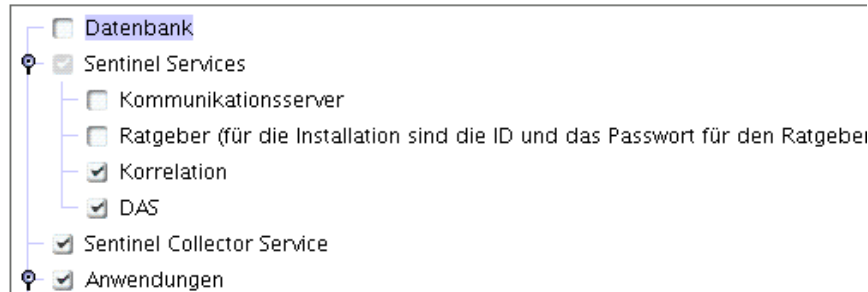 Datenbank
Sentinel Services
Kommunikationsserver
Ratgeber (für die Installation sind die ID und das Passwort für den Ratgeber
Korrelation
DAS
Sentinel Collector Service
Anwendungen